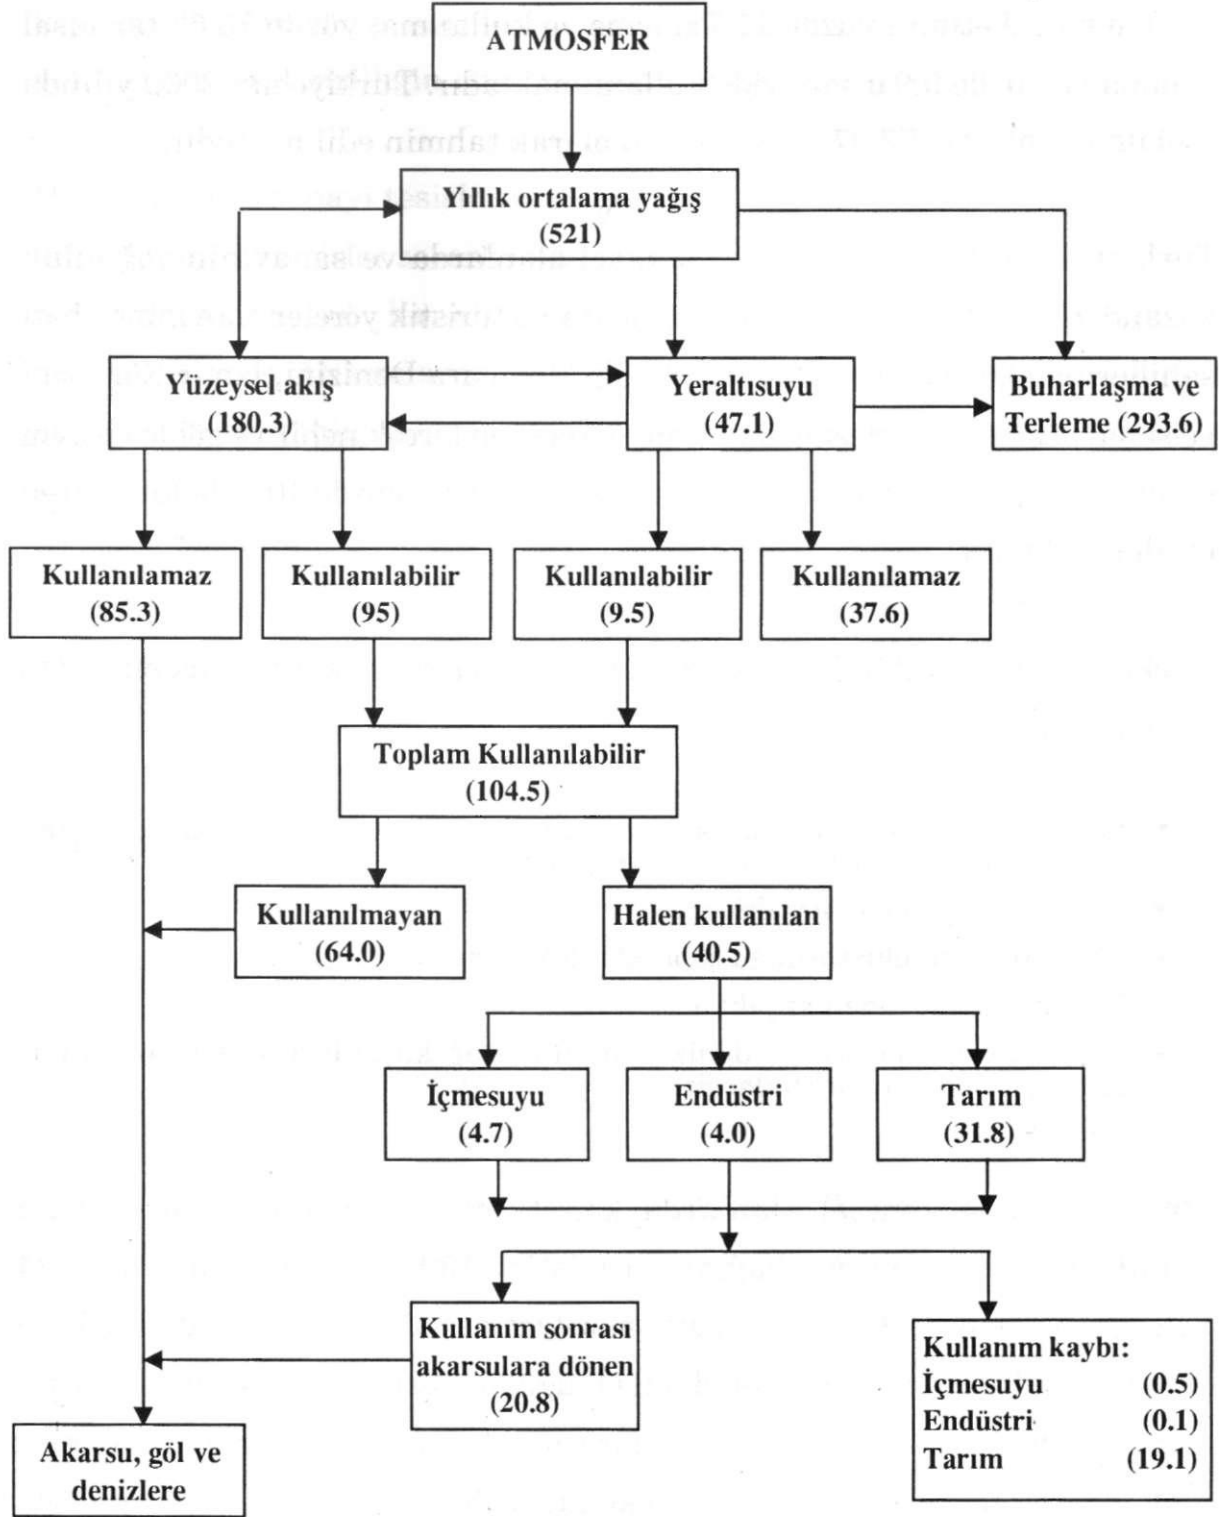 ATMOSFER
Yıllık ortalama yağış
(521)
Yüzeysel akış
(180.3)
Yeraltısuyu
(47.1)
Buharlaşma ve
Terleme (293.6)
Kullanılamaz
(85.3)
Kullanılabilir
(95)
Kullanılabilir
(9.5)
Kullanılamaz
(37.6)
Toplam Kullanılabilir
(104.5)
Kullanılmayan
(64.0)
Halen kullanılan
(40.5)
İçmesuyu
(4.7)
Endüstri
(4.0)
Tarım
(31.8)
Kullanım sonrası
akarsulara dönen
(20.8)
Kullanım kaybı:
İçmesuyu (0.5)
Endüstri (0.1)
Tarım (19.1)
Akarsu, göl ve
denizlere